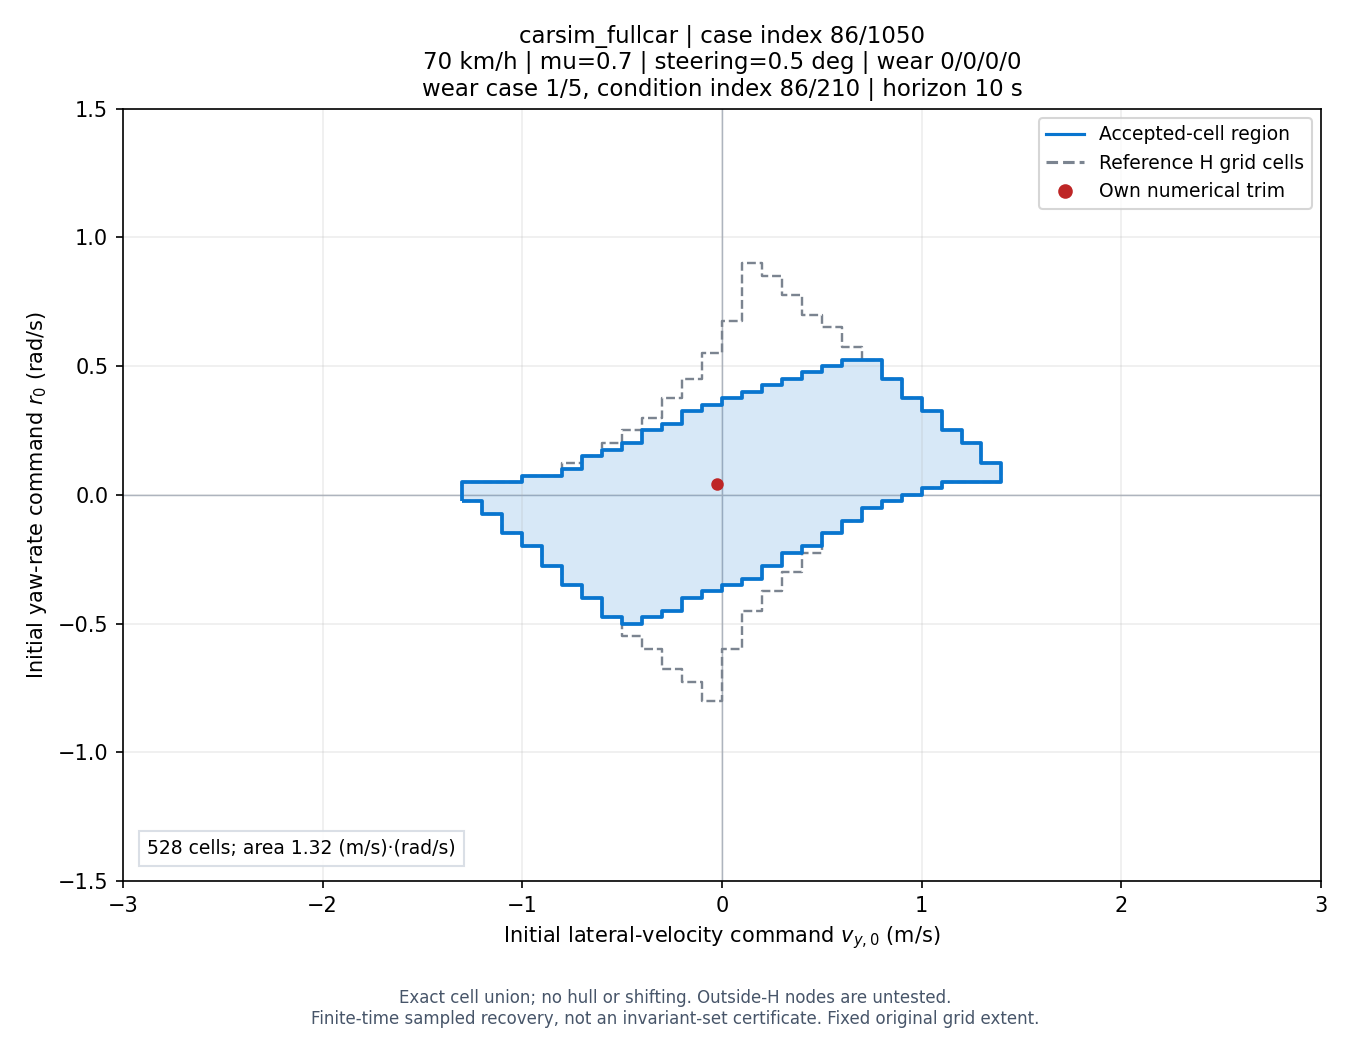 carsim_fullcar | case index 86/1050
70 km/h | mu=0.7 | steering=0.5 deg | wear 0/0/0/0
wear case 1/5, condition index 86/210 | horizon 10 s
Accepted-cell region
Reference H grid cells
Own numerical trim
1.5
1.0
0.5
0.0
−0.5
−1.0
−1.5
Initial yaw-rate command r₀ (rad/s)
528 cells; area 1.32 (m/s)·(rad/s)
−3
−2
−1
0
1
2
3
Initial lateral-velocity command v_{y,0} (m/s)
Exact cell union; no hull or shifting. Outside-H nodes are untested.
Finite-time sampled recovery, not an invariant-set certificate. Fixed original grid extent.